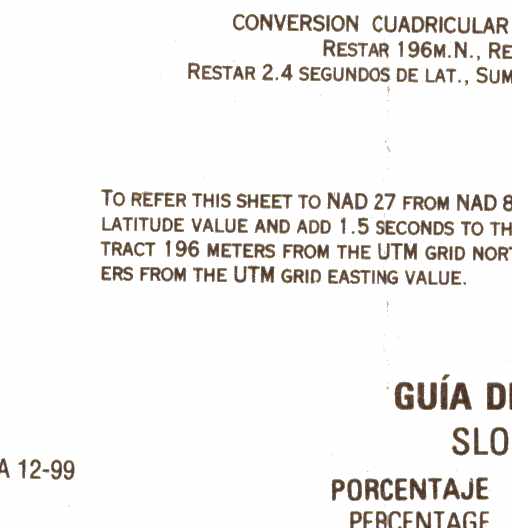 CONVERSION CUADRICULAR
RESTAR 196M.N., RE
RESTAR 2.4 SEGUNDOS DE LAT., SUM
TO REFER THIS SHEET TO NAD 27 FROM NAD 8
LATITUDE VALUE AND ADD 1.5 SECONDS TO TH
TRACT 196 METERS FROM THE UTM GRID NORT
ERS FROM THE UTM GRID EASTING VALUE.
GUÍA DE
SLO
A 12-99
PORCENTAJE
PERCENTAGE